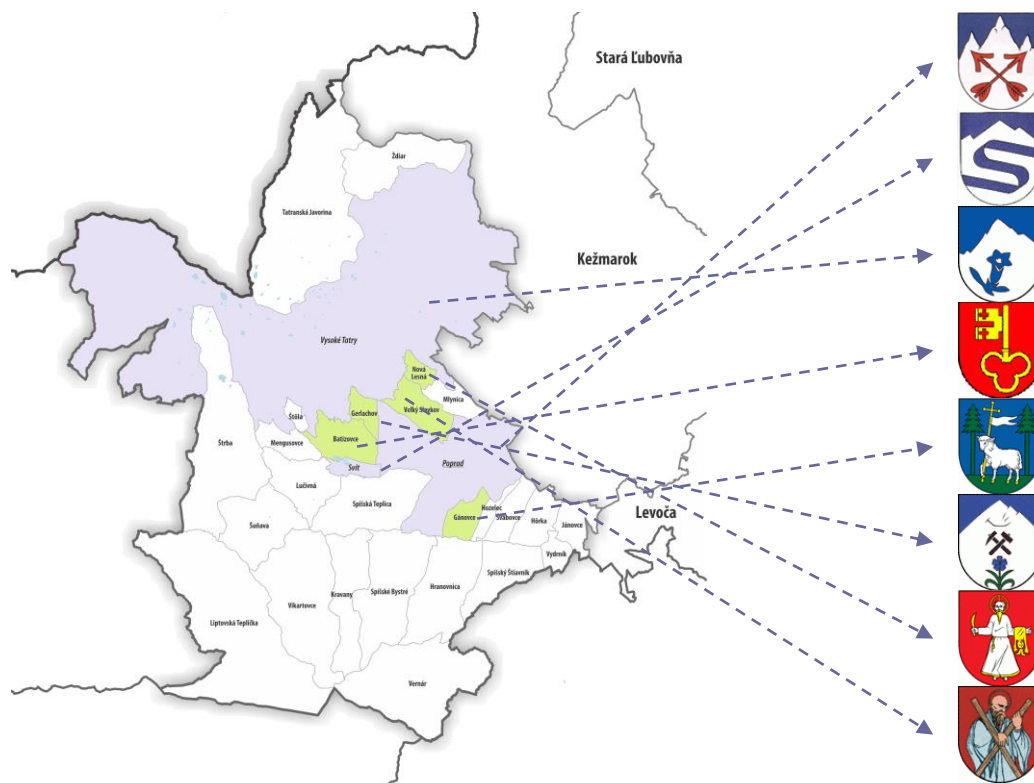 Stará Ľubovňa
Ždiar
Tatranská Javorina
Kežmarok
Vysoké Tatry
Nová
Lesná
Mlynica
Gerlachov
Veľký Slavkov
Štôla
Batizovce
Mengusovce
Štrba
Svit
Poprad
Lučivná
Spišská Teplica
Hozelec
Gánovce
Švábovce
Hôrka
Jánovce
Levoča
Šuňava
Vydrník
Spišský Štiavnik
Hranovnica
Spišské Bystré
Kravany
Vikartovce
Liptovská Teplička
Vernár
S